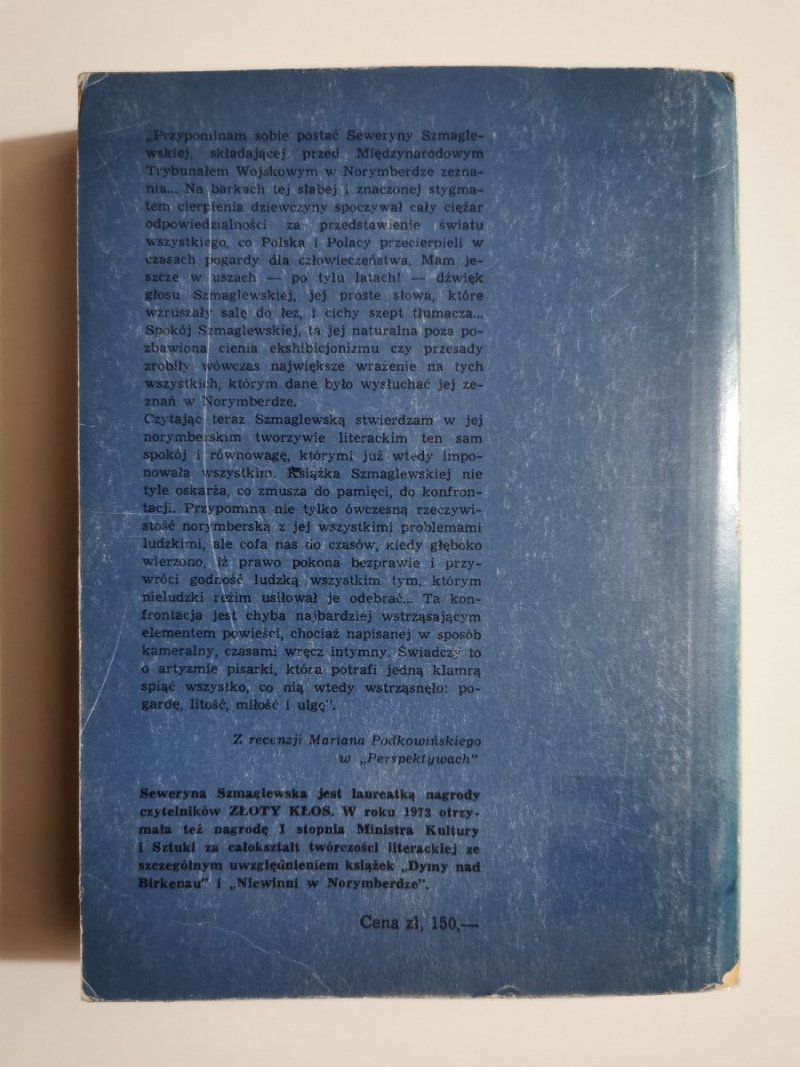 „Przypominam sobie postać Seweryny Szmagle-
wskiej, składającej przed Międzynarodowym
Trybunałem Wojskowym w Norymberdze zezna-
nia... Na barkach tej słabej i znaczonej stygma-
tem cierpienia dziewczyny spoczywał cały ciężar
odpowiedzialności za przedstawienie światu
wszystkiego, co Polska i Polacy przecierpieli w
czasach pogardy dla człowieczeństwa. Mam je-
szcze w uszach — po tylu latach! — dźwięk
głosu Szmaglewskiej, jej proste słowa, które
wzruszały salę do łez, i cichy szept tłumacza...
Spokój Szmaglewskiej, ta jej naturalna poza po-
zbawiona cienia ekshibicjonizmu czy przesady
zrobiły wówczas największe wrażenie na tych
wszystkich, którym dane było wysłuchać jej ze-
znań w Norymberdze.
Czytając teraz Szmaglewską stwierdzam w jej
norymberskim tworzywie literackim ten sam
spokój i równowagę, którymi już wtedy impo-
nowała wszystkim. Książka Szmaglewskiej nie
tyle oskarża, co zmusza do pamięci, do konfron-
tacji. Przypomina nie tylko ówczesną rzeczywi-
stość norymberską z jej wszystkimi problemami
ludzkimi, ale cofa nas do czasów, kiedy głęboko
wierzono, iż prawo pokona bezprawie i przy-
wróci godność ludzką wszystkim tym, którym
nieludzki reżim usiłował je odebrać... Ta kon-
frontacja jest chyba najbardziej wstrząsającym
elementem powieści, chociaż napisanej w sposób
kameralny, czasami wręcz intymny. Świadczy to
o artyzmie pisarki, która potrafi jedną klamrą
spiąć wszystko, co nią wtedy wstrząsnęło: po-
gardę, litość, miłość i ulgę”.
Z recenzji Mariana Podkowińskiego
w „Perspektywach”
Seweryna Szmaglewska jest laureatką nagrody
czytelników ZŁOTY KŁOS. W roku 1973 otrzy-
mała też nagrodę I stopnia Ministra Kultury
i Sztuki za całokształt twórczości literackiej ze
szczególnym uwzględnieniem książek „Dymy nad
Birkenau” i „Niewinni w Norymberdze”.
Cena zł, 150,—